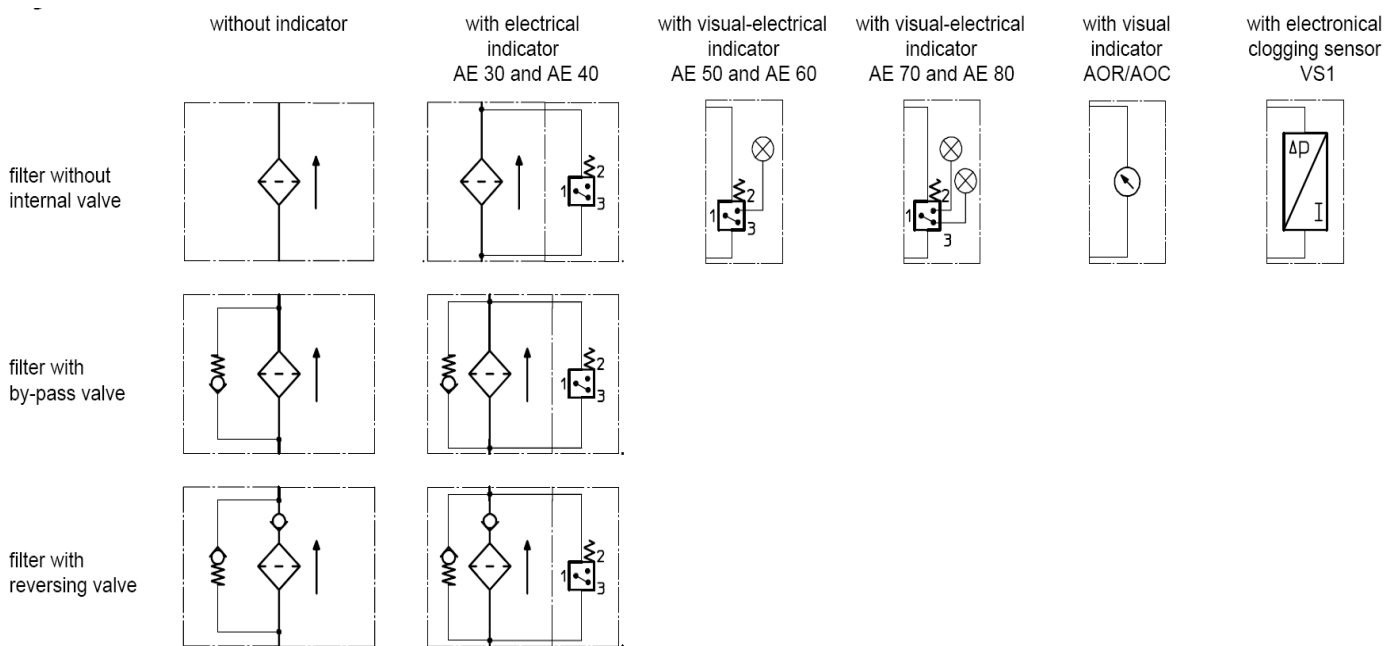 without indicator
with electrical
indicator
AE 30 and AE 40
with visual-electrical
indicator
AE 50 and AE 60
with visual-electrical
indicator
AE 70 and AE 80
with visual
indicator
AOR/AOC
with electronical
clogging sensor
VS1
filter without
internal valve
1 2 3
1 2 3
1 2 3
Δp
I
filter with
by-pass valve
1 2 3
filter with
reversing valve
1 2 3